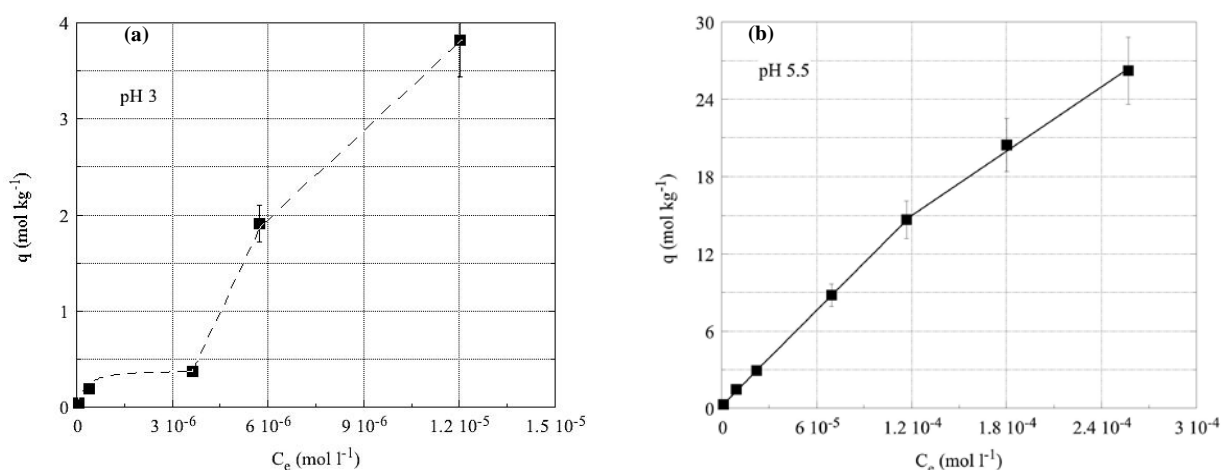 (a)
pH 3
q (mol kg⁻¹)
4
3
2
1
0
0 3 10⁻⁶ 6 10⁻⁶ 9 10⁻⁶ 1.2 10⁻⁵ 1.5 10⁻⁵
Cₑ (mol l⁻¹)
(b)
pH 5.5
q (mol kg⁻¹)
30
24
18
12
6
0
0 6 10⁻⁵ 1.2 10⁻⁴ 1.8 10⁻⁴ 2.4 10⁻⁴ 3 10⁻⁴
Cₑ (mol l⁻¹)